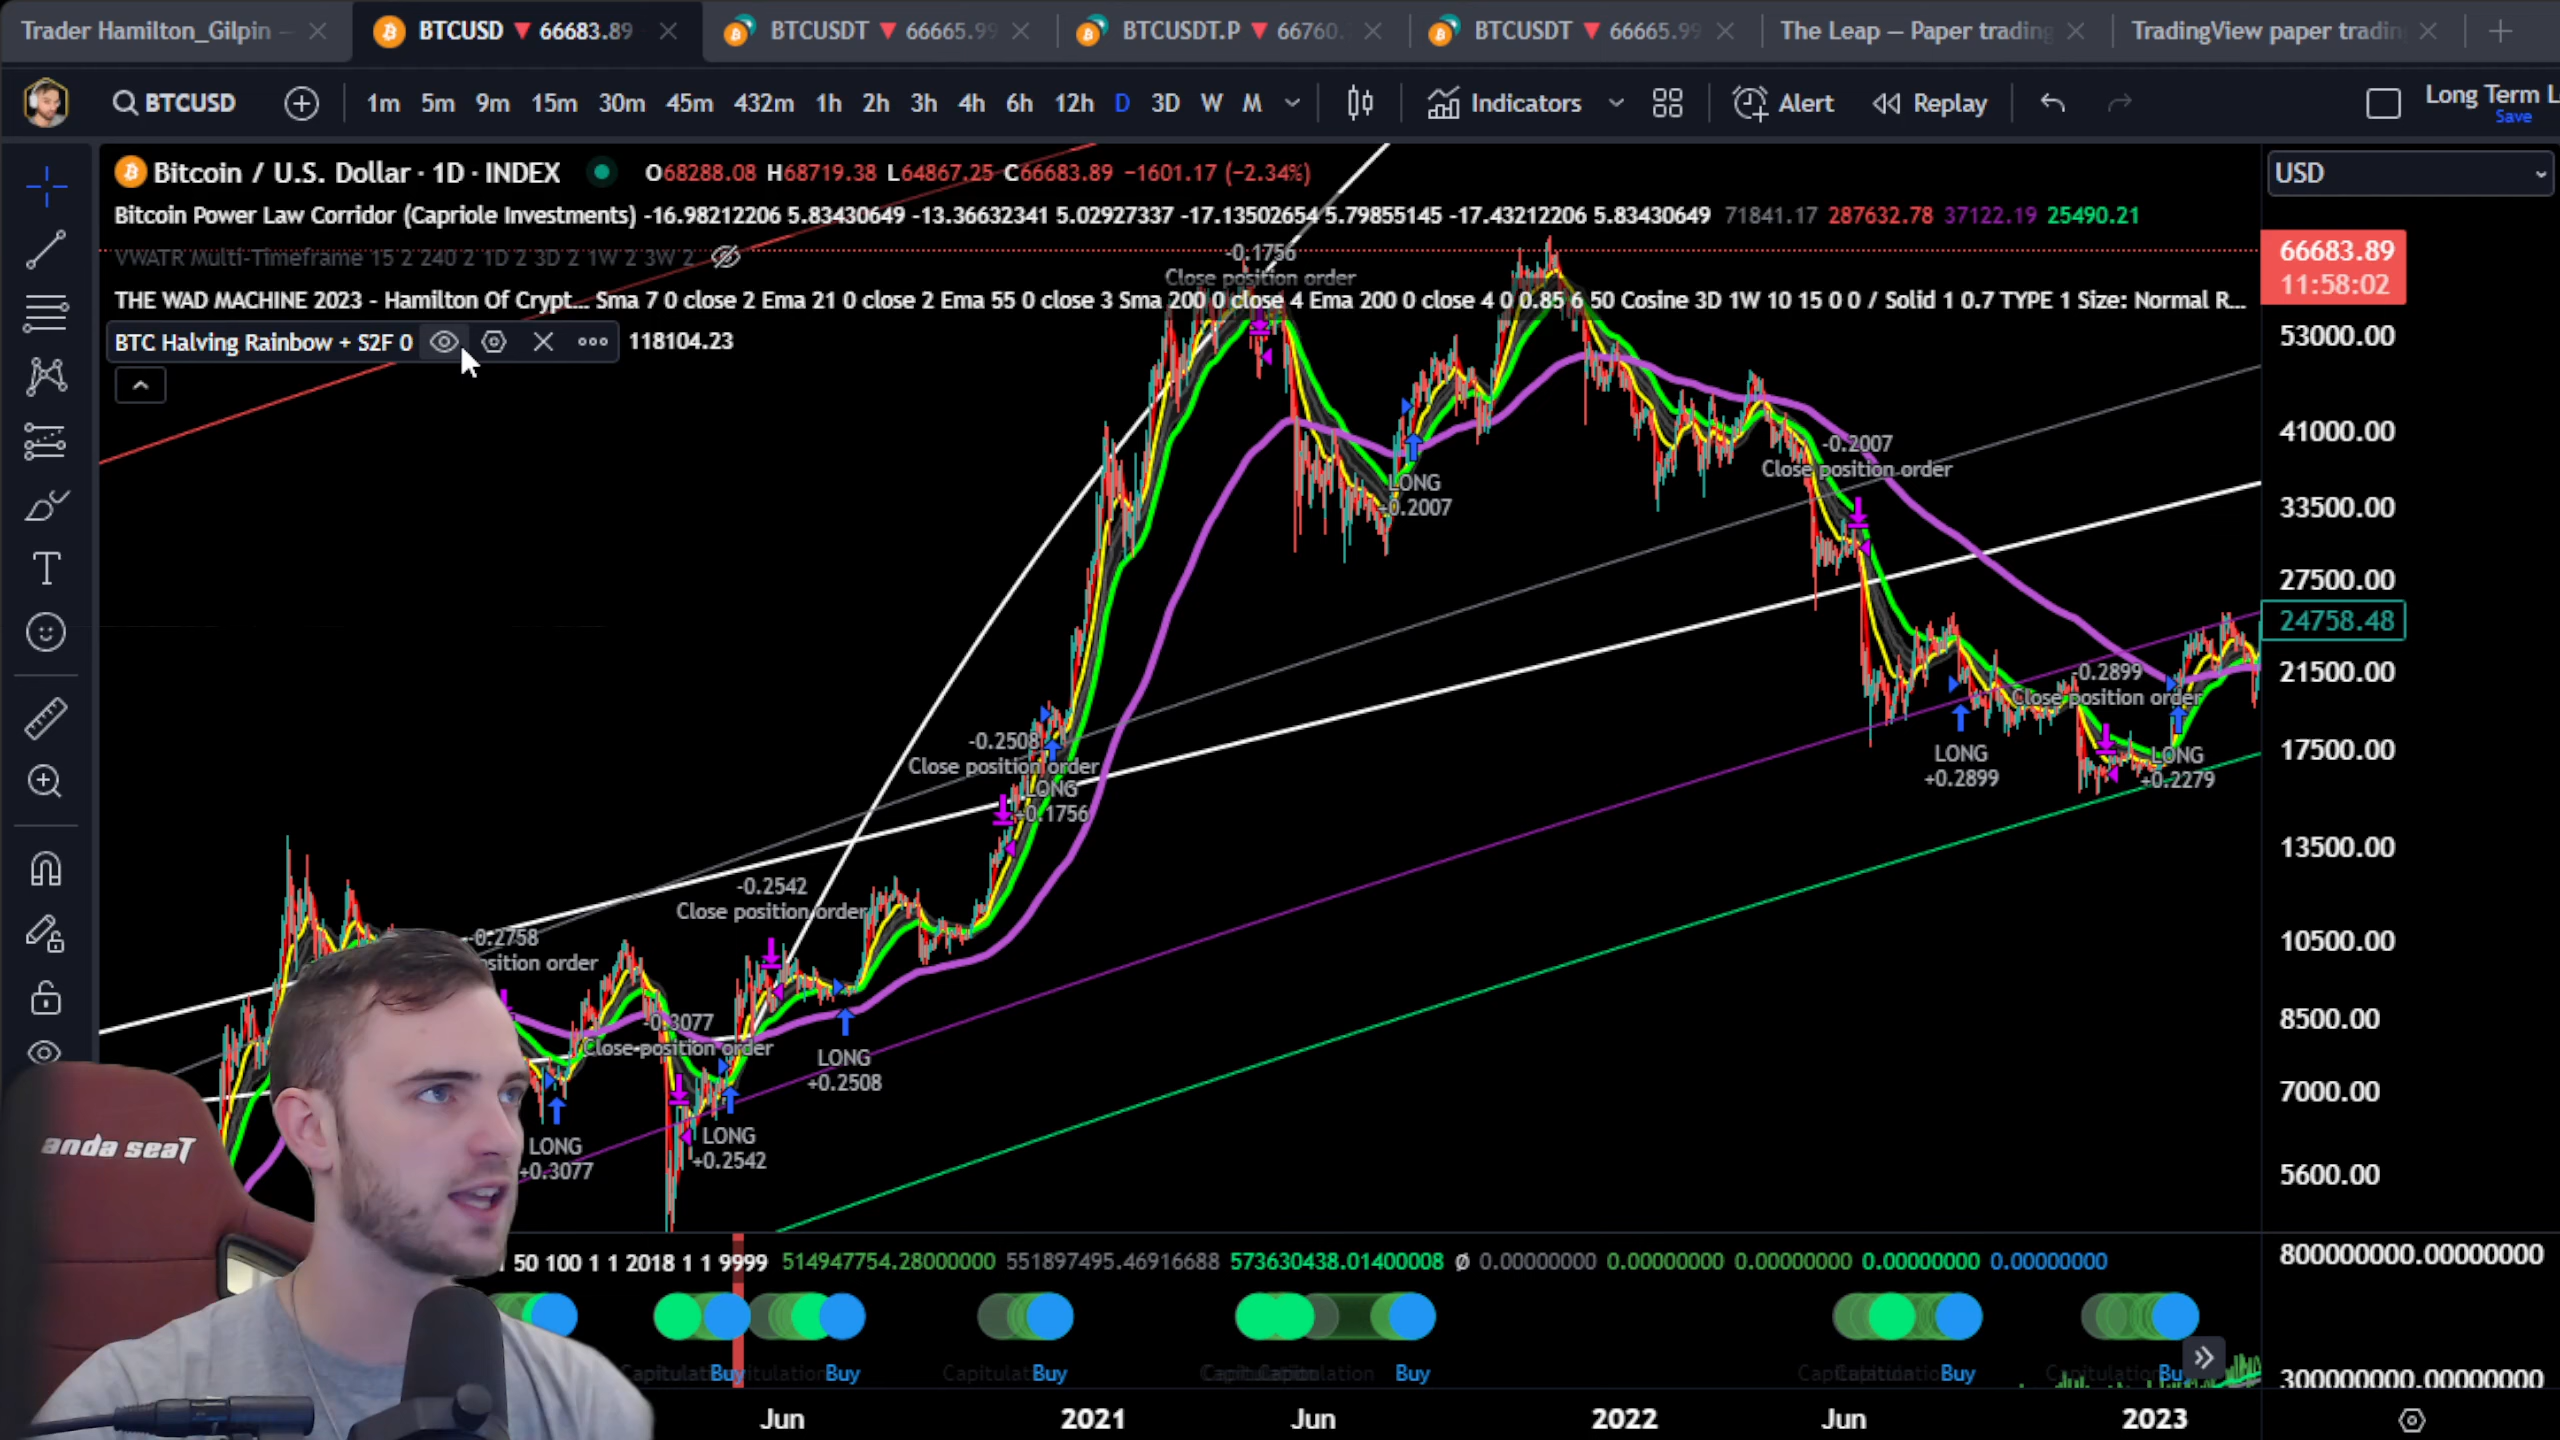 Trader Hamilton_Gilpin –
BTCUSD 66683.89
BTCUSDT 66665.99
BTCUSDT.P 66760.
BTCUSDT 66665.99
The Leap — Paper trading
TradingView paper tradin
BTCUSD
1m 5m 9m 15m 30m 45m 432m 1h 2h 3h 4h 6h 12h D 3D W M
Indicators
Alert
Replay
Long Term L
Save
Bitcoin / U.S. Dollar · 1D · INDEX
O68288.08 H68719.38 L64867.25 C66683.89 −1601.17 (−2.34%)
USD
Bitcoin Power Law Corridor (Capriole Investments) -16.98212206 5.83430649 -13.36632341 5.02927337 -17.13502654 5.79855145 -17.43212206 5.83430649 71841.17 287632.78 37122.19 25490.21
VWATR Multi-Timeframe 15 2 240 2 1D 2 3D 2 1W 2 3W 2
THE WAD MACHINE 2023 - Hamilton Of Crypt... Sma 7 0 close 2 Ema 21 0 close 2 Ema 55 0 close 3 Sma 200 0 close 4 Ema 200 0 close 4 0 0.85 6 50 Cosine 3D 1W 10 15 0 0 / Solid 1 0.7 TYPE 1 Size: Normal R...
BTC Halving Rainbow + S2F 0
118104.23
66683.89
11:58:02
53000.00
41000.00
33500.00
27500.00
24758.48
21500.00
17500.00
13500.00
10500.00
8500.00
7000.00
5600.00
-0.1756
Close position order
LONG
+0.2007
-0.2007
Close position order
-0.2899
Close position order
LONG
+0.2899
LONG
+0.2279
-0.2508
Close position order
LONG
+0.1756
-0.2542
Close position order
-0.2758
sition order
-0.3077
Close position order
LONG
+0.2508
LONG
+0.3077
LONG
+0.2542
anda seaT
50 100 1 1 2018 1 1 9999 514947754.28000000 551897495.46916688 573630438.01400008 Ø 0.00000000 0.00000000 0.00000000 0.00000000 0.00000000
800000000.00000000
300000000.00000000
Buy
Buy
Capitulation Buy
Buy
Buy
Capitulation Buy
Jun 2021 Jun 2022 Jun 2023